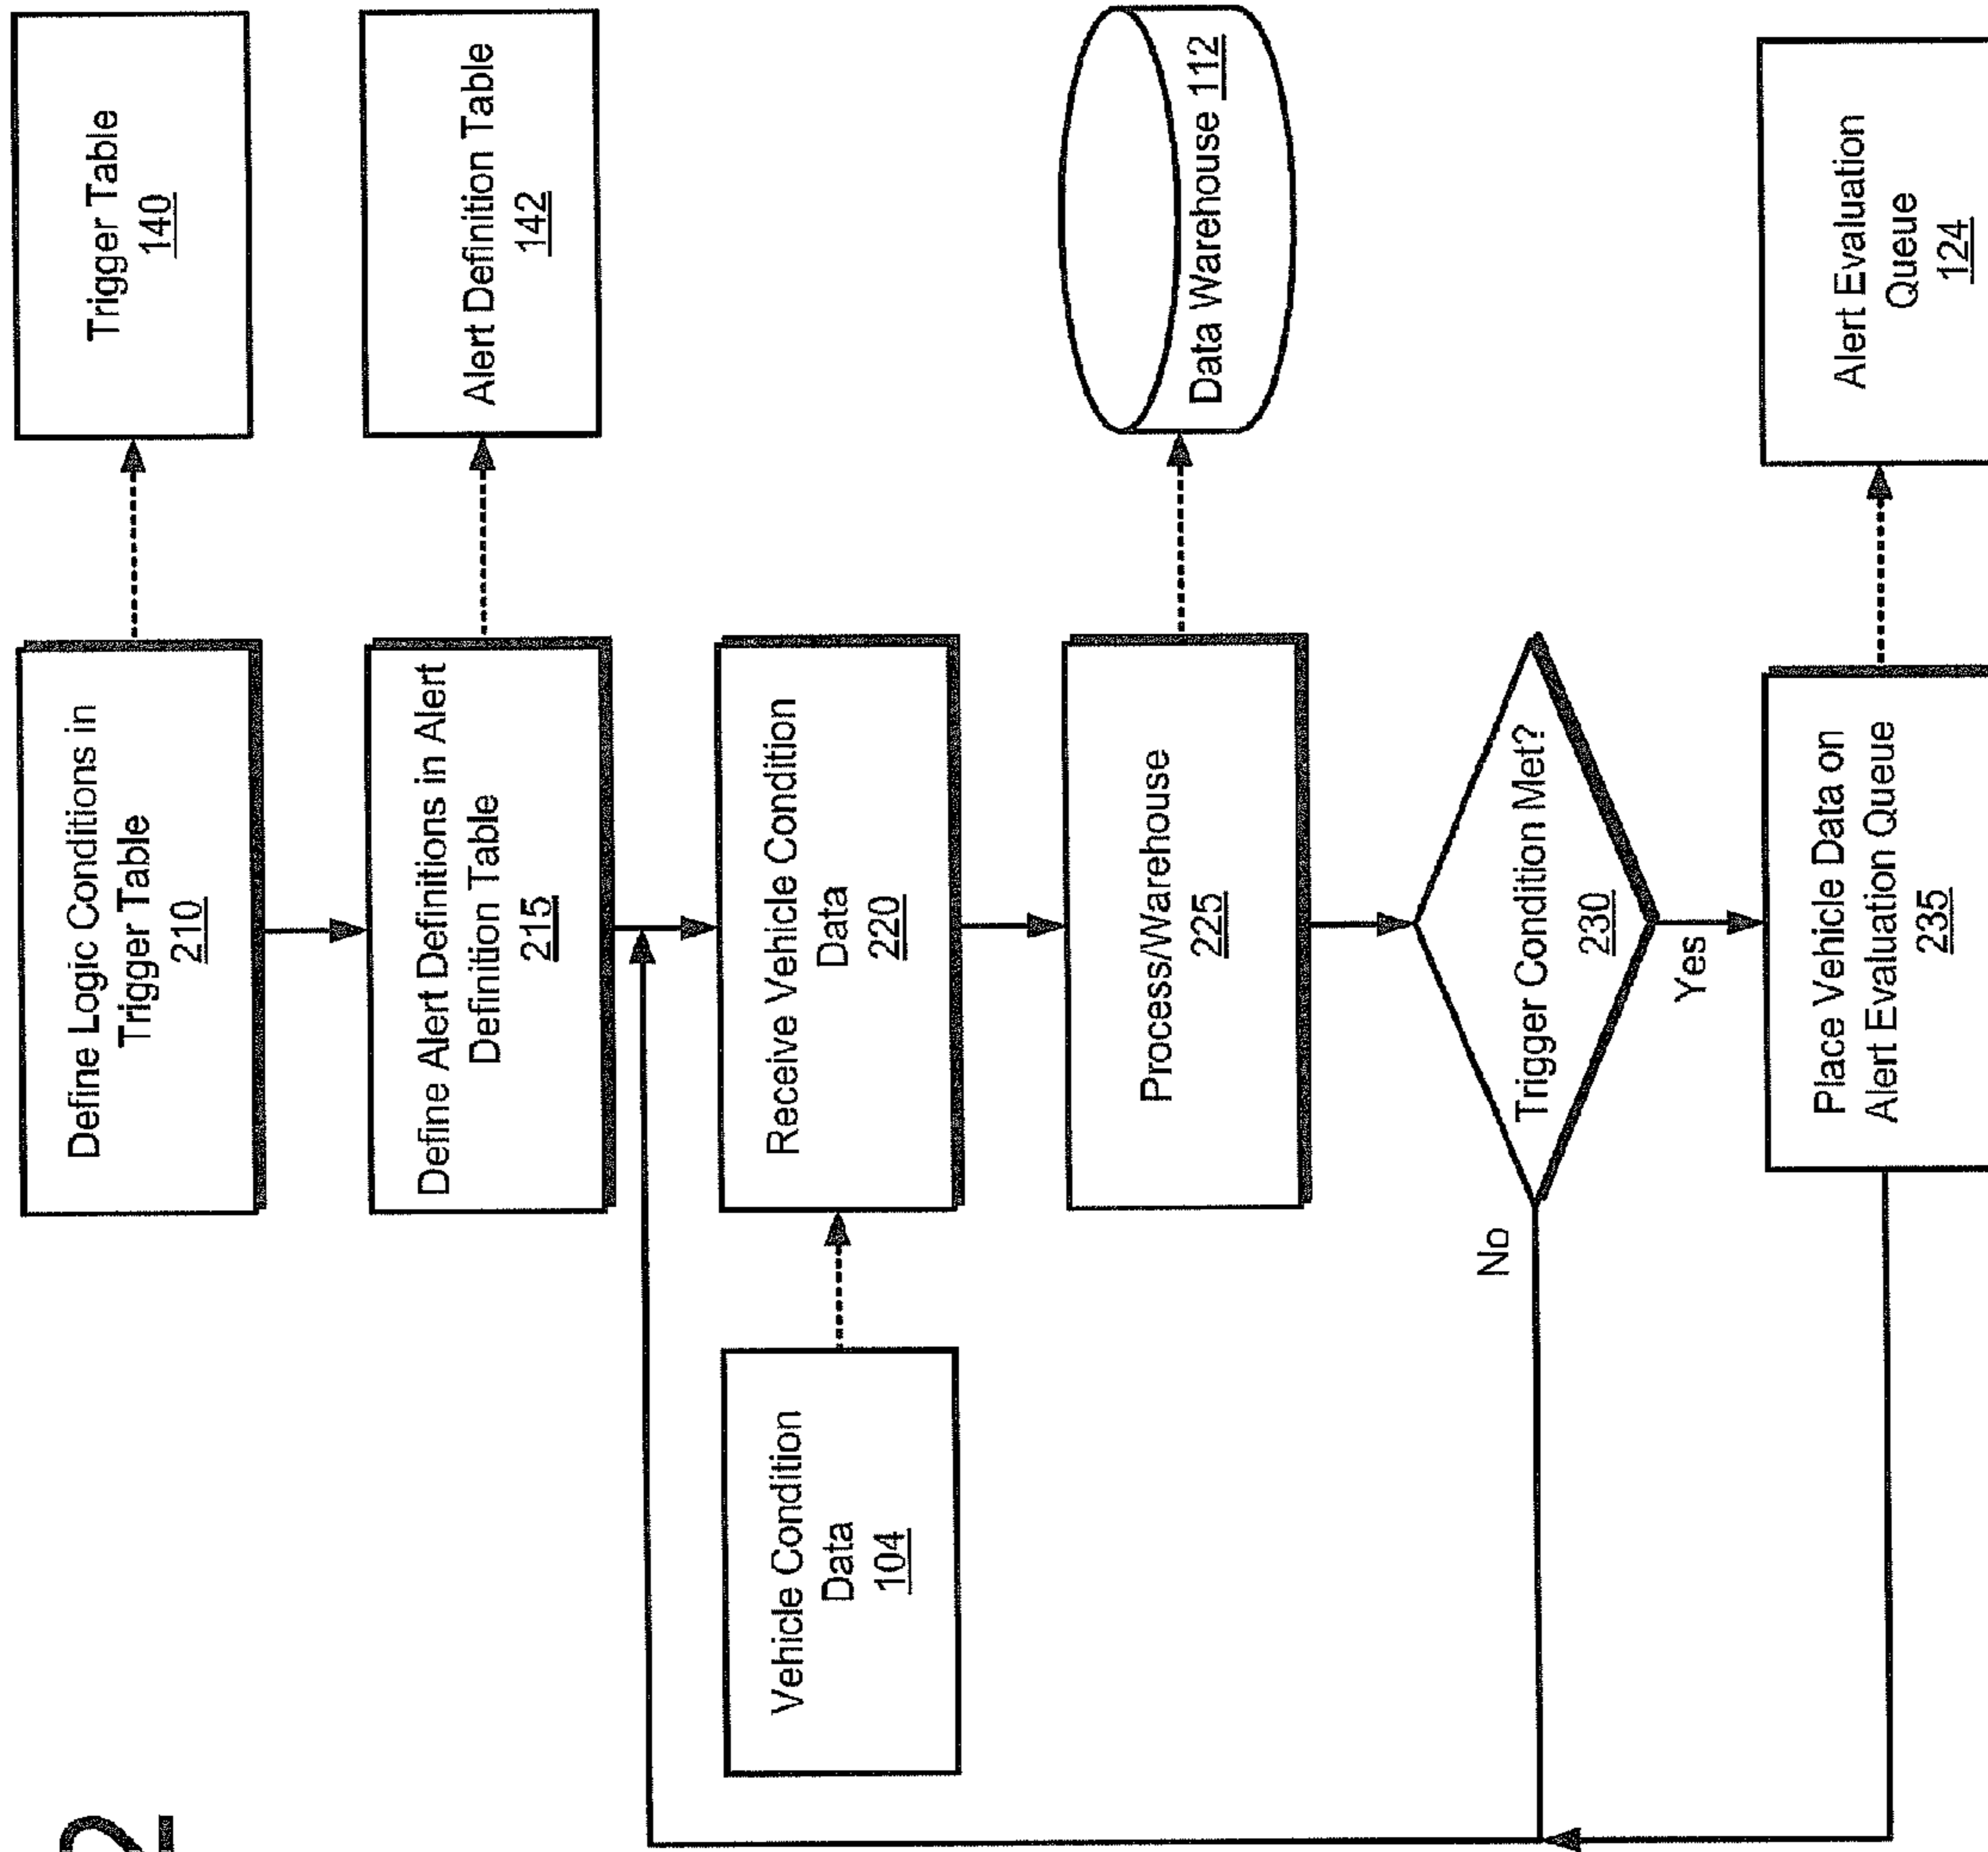 2
Define Logic Conditions in
Trigger Table
210
Trigger Table
140
Define Alert Definitions in Alert
Definition Table
215
Alert Definition Table
142
Vehicle Condition
Data
104
Receive Vehicle Condition
Data
220
Process/Warehouse
225
Data Warehouse 112
Trigger Condition Met?
230
No
Yes
Place Vehicle Data on
Alert Evaluation Queue
235
Alert Evaluation
Queue
124